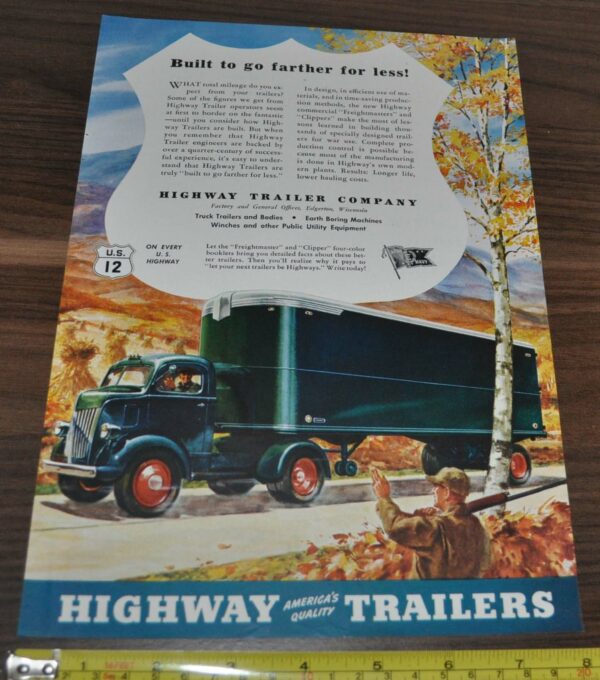 Built to go farther for less!
WHAT total mileage do you ex-
pect from your trailers?
Some of the figures we get from
Highway Trailer operators seem
at first to border on the fantastic
—until you consider how High-
way Trailers are built. But when
you remember that Highway
Trailer engineers are backed by
over a quarter-century of success-
ful experience, it's easy to under-
stand that Highway Trailers are
truly "built to go farther for less."
In design, in efficient use of ma-
terials, and in time-saving produc-
tion methods, the new Highway
commercial "Freightmasters" and
"Clippers" make the most of les-
sons learned in building thou-
sands of specially designed trail-
ers for war use. Complete pro-
duction control is possible be-
cause most of the manufacturing
is done in Highway's own mod-
ern plants. Results: Longer life,
lower hauling costs.
HIGHWAY TRAILER COMPANY
Factory and General Offices, Edgerton, Wisconsin
Truck Trailers and Bodies • Earth Boring Machines
Winches and other Public Utility Equipment
U.S.
12
ON EVERY
U. S.
HIGHWAY
Let the "Freightmaster" and "Clipper" four-color
booklets bring you detailed facts about these bet-
ter trailers. Then you'll realize why it pays to
"let your next trailers be Highways." Write today!
HIGHWAY AMERICA'S QUALITY TRAILERS
1 2 3 4 5 6 7 8